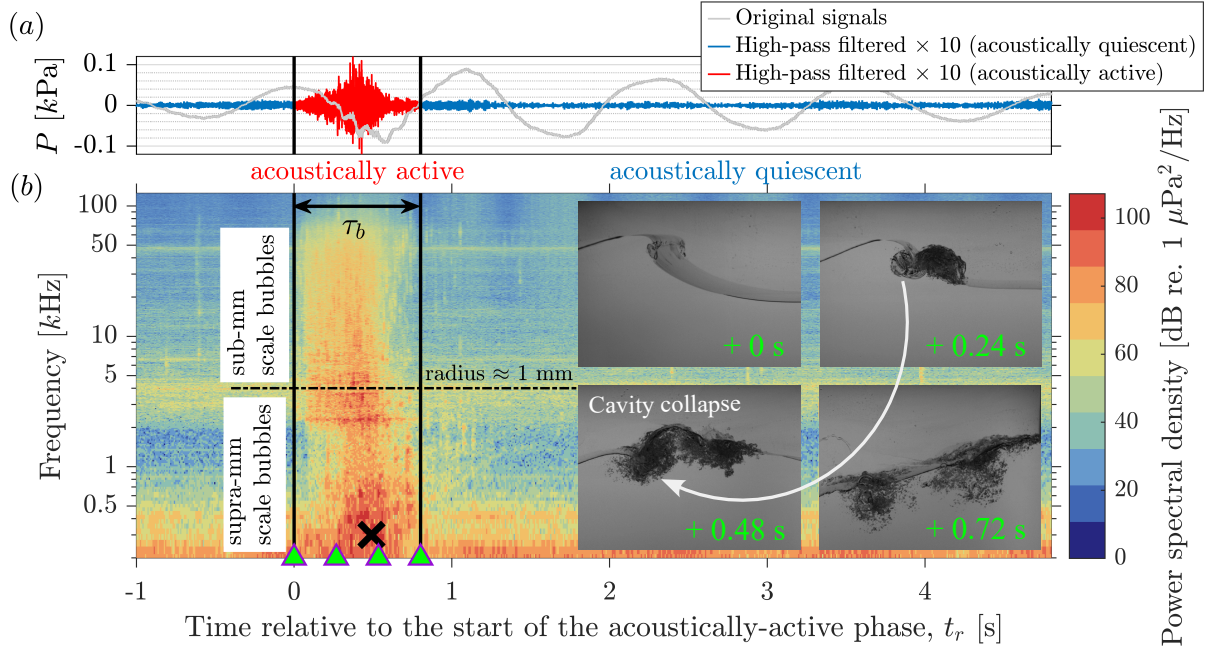 (a)
Original signals
High-pass filtered × 10 (acoustically quiescent)
High-pass filtered × 10 (acoustically active)
P [kPa]
0.1
0
-0.1
acoustically active
acoustically quiescent
(b)
Frequency [kHz]
100
50
10
5
1
0.5
sub-mm
scale bubbles
supra-mm
scale bubbles
τb
radius ≈ 1 mm
+ 0 s
+ 0.24 s
Cavity collapse
+ 0.48 s
+ 0.72 s
-1
0
1
2
3
4
Time relative to the start of the acoustically-active phase, tr [s]
100
80
60
40
20
0
Power spectral density [dB re. 1 μPa²/Hz]